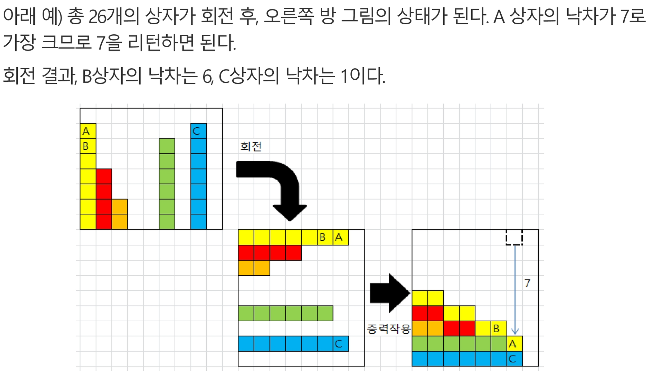 아래 예) 총 26개의 상자가 회전 후, 오른쪽 방 그림의 상태가 된다. A 상자의 낙차가 7로
가장 크므로 7을 리턴하면 된다.
회전 결과, B상자의 낙차는 6, C상자의 낙차는 1이다.
A
C
B
회전
B
A
C
7
중력작용
B
A
C